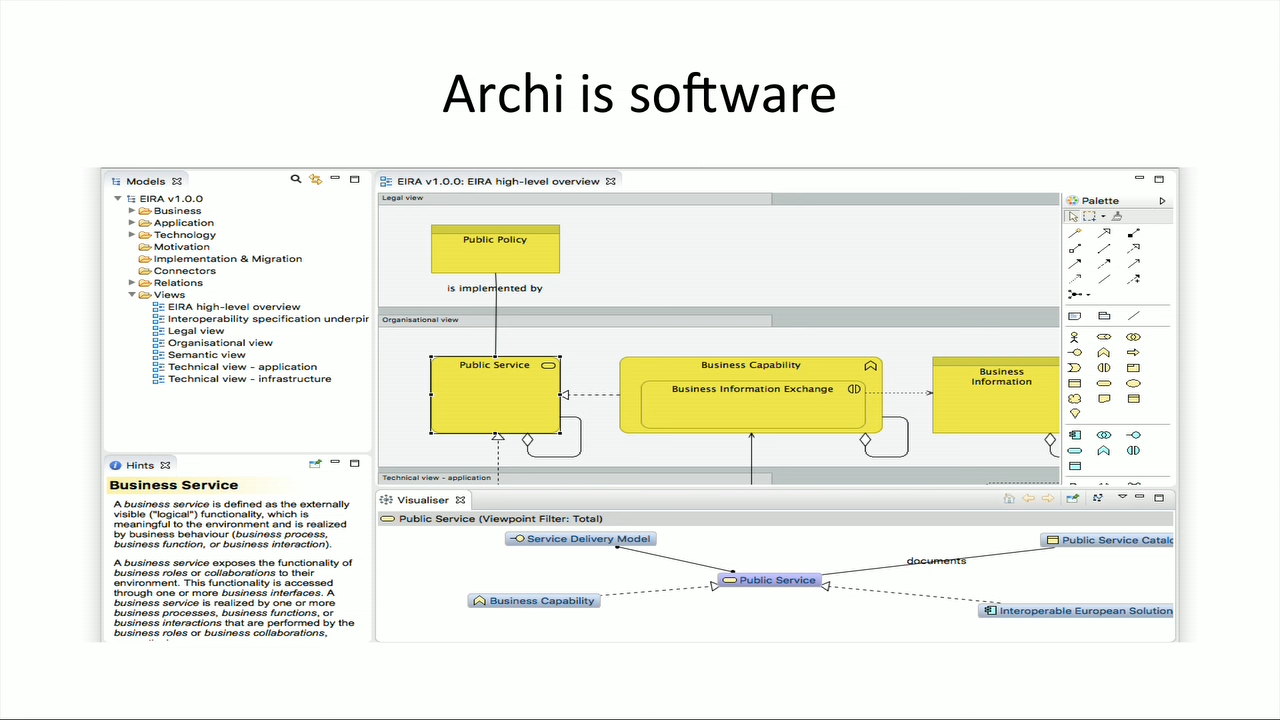 Archi is software
Models
EIRA v1.0.0
Business
Application
Technology
Motivation
Implementation & Migration
Connectors
Relations
Views
EIRA high-level overview
Interoperability specification underpin
Legal view
Organisational view
Semantic view
Technical view - application
Technical view - infrastructure
Hints
Business Service
A business service is defined as the externally
visible ("logical") functionality, which is
meaningful to the environment and is realized
by business behaviour (business process,
business function, or business interaction).
A business service exposes the functionality of
business roles or collaborations to their
environment. This functionality is accessed
through one or more business interfaces. A
business service is realized by one or more
business processes, business functions, or
business interactions that are performed by the
business roles or business collaborations,
EIRA v1.0.0: EIRA high-level overview
Legal view
Public Policy
is implemented by
Organisational view
Public Service
Business Capability
Business Information Exchange
Business
Information
Technical view - application
Palette
Visualiser
Public Service (Viewpoint Filter: Total)
Service Delivery Model
Public Service Catalo
documents
Public Service
Business Capability
Interoperable European Solution